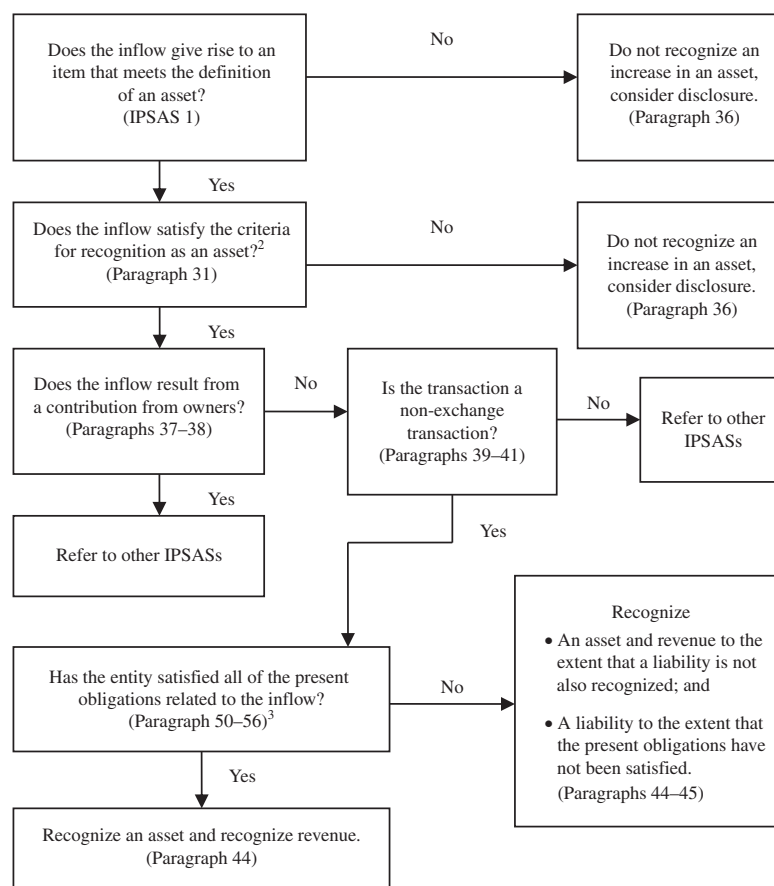 Does the inflow give rise to an
item that meets the definition
of an asset?
(IPSAS 1)
No
Do not recognize an
increase in an asset,
consider disclosure.
(Paragraph 36)
Yes
Does the inflow satisfy the criteria
for recognition as an asset?²
(Paragraph 31)
No
Do not recognize an
increase in an asset,
consider disclosure.
(Paragraph 36)
Yes
Does the inflow result from
a contribution from owners?
(Paragraphs 37–38)
No
Is the transaction a
non-exchange
transaction?
(Paragraphs 39–41)
No
Refer to other
IPSASs
Yes
Refer to other IPSASs
Yes
Has the entity satisfied all of the present
obligations related to the inflow?
(Paragraph 50–56)³
No
Recognize
• An asset and revenue to the
extent that a liability is not
also recognized; and
• A liability to the extent that
the present obligations have
not been satisfied.
(Paragraphs 44–45)
Yes
Recognize an asset and recognize revenue.
(Paragraph 44)